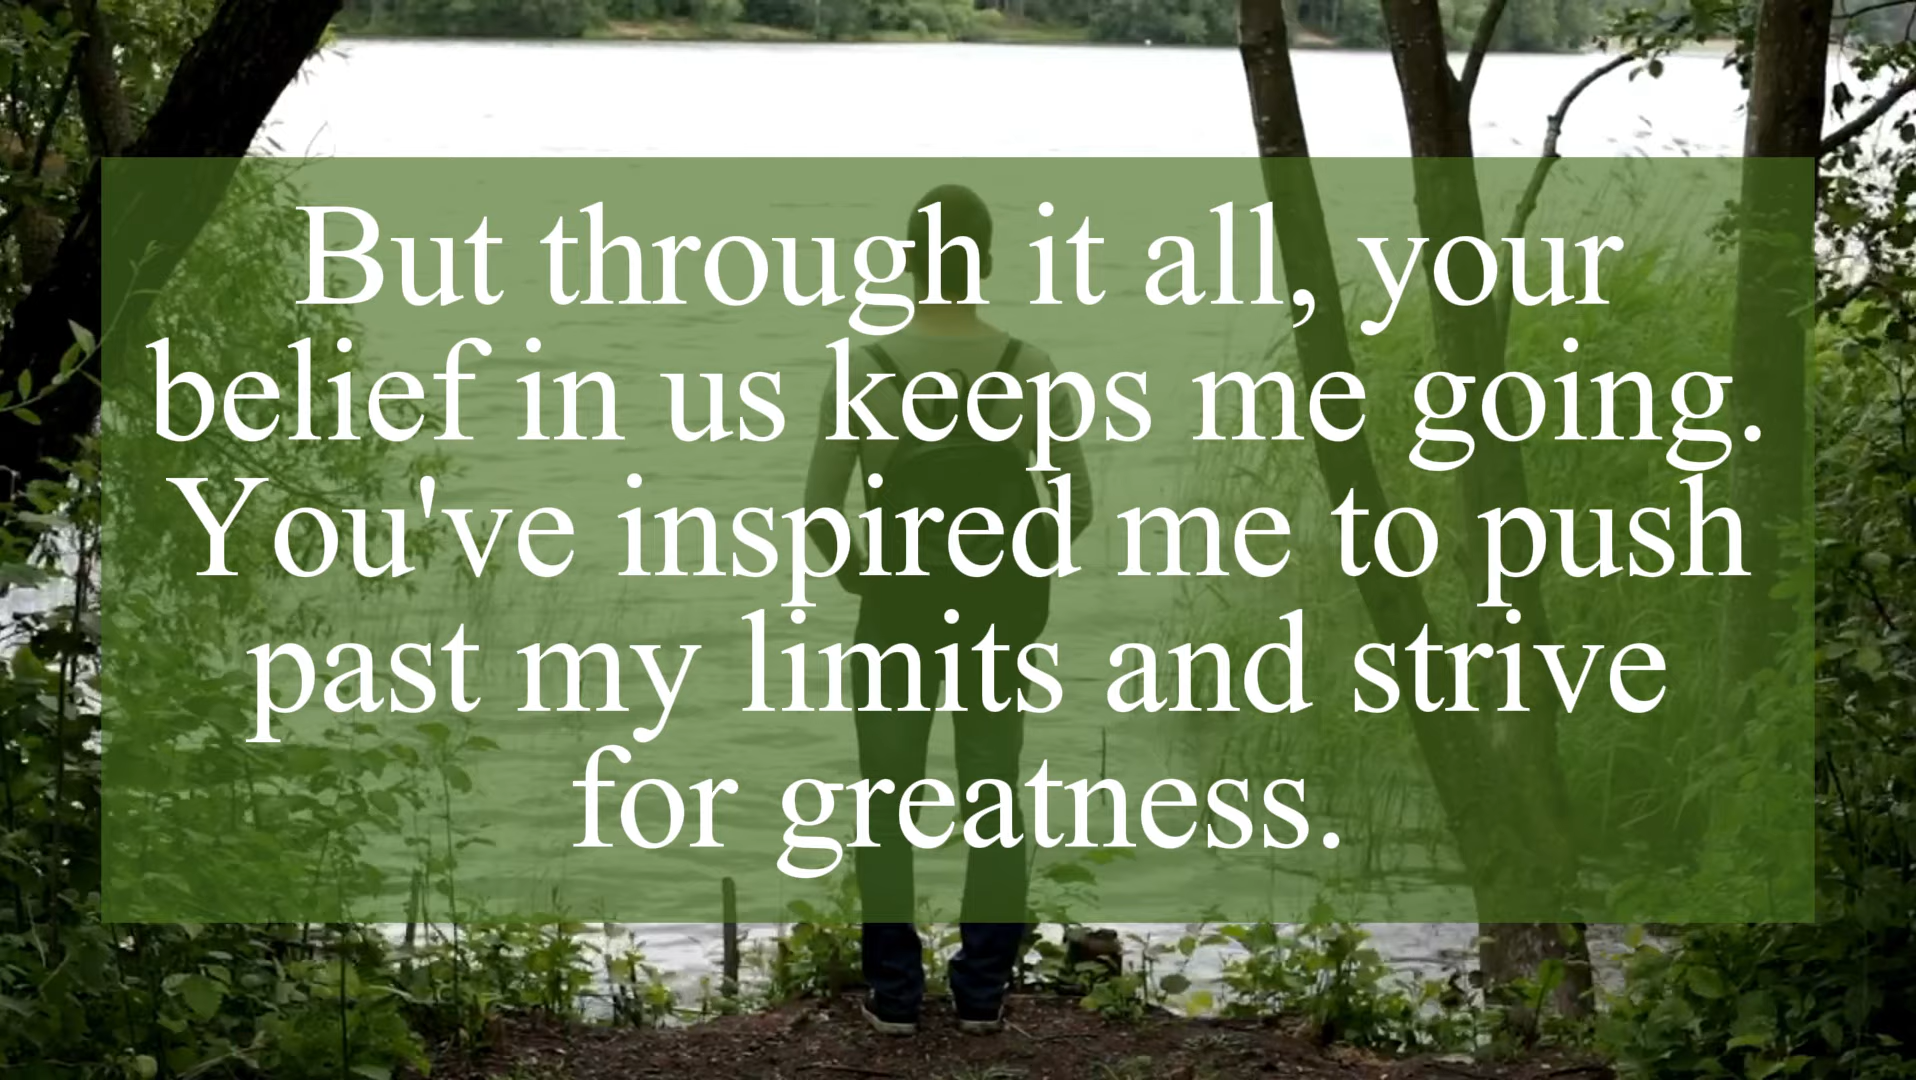 But through it all, your
belief in us keeps me going.
You've inspired me to push
past my limits and strive
for greatness.